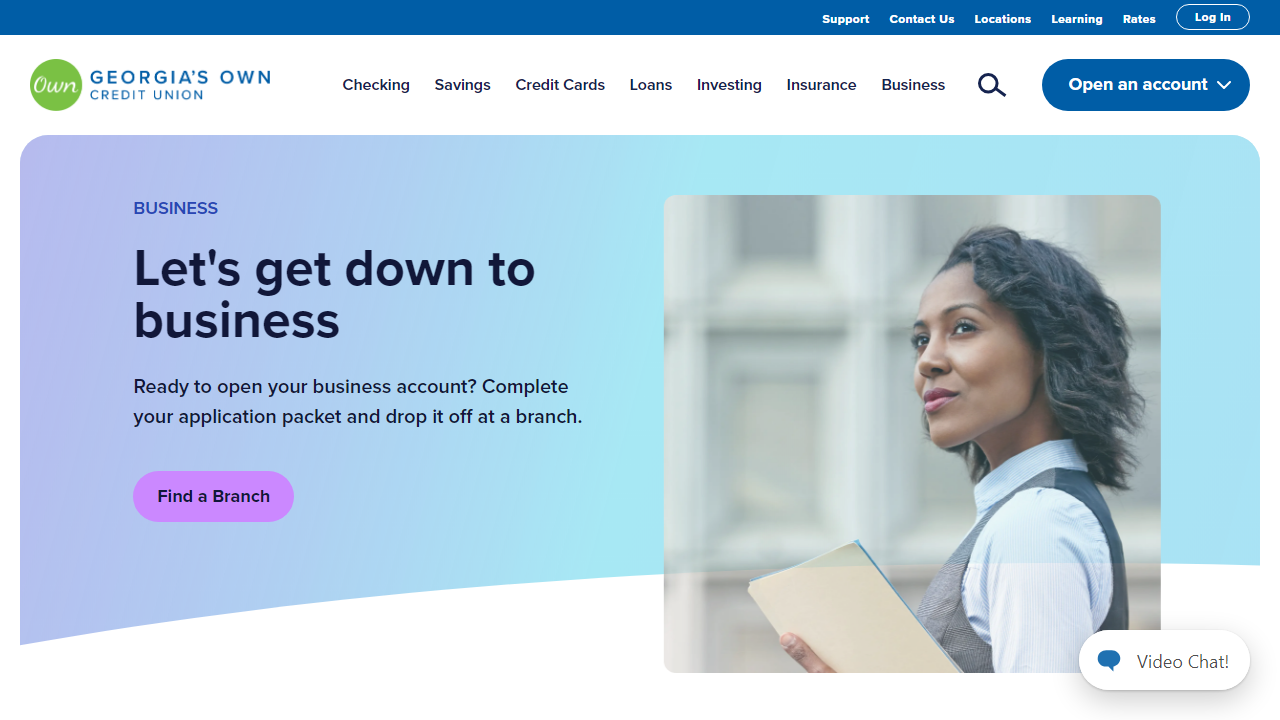 Support Contact Us Locations Learning Rates Log In
Own GEORGIA'S OWN
CREDIT UNION
Checking Savings Credit Cards Loans Investing Insurance Business
Open an account
BUSINESS
Let's get down to
business
Ready to open your business account? Complete
your application packet and drop it off at a branch.
Find a Branch
Video Chat!